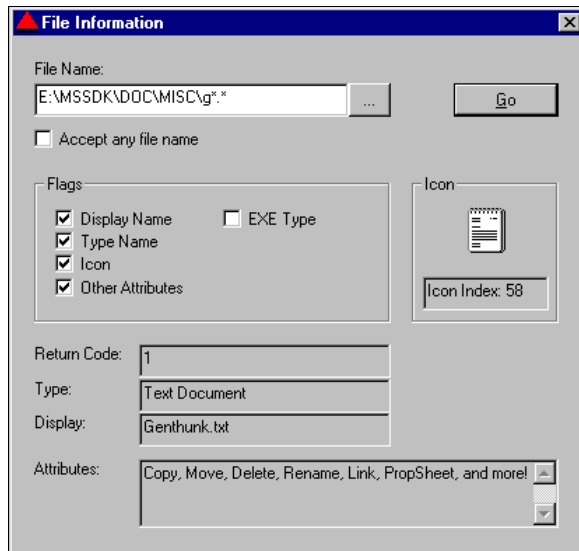 File Information
File Name:
E:\MSSDK\DOC\MISC\g*.*
...
Go
Accept any file name
Flags
Icon
Display Name
EXE Type
Type Name
Icon
Other Attributes
Icon Index: 58
Return Code:
1
Type:
Text Document
Display:
Genthunk.txt
Attributes:
Copy, Move, Delete, Rename, Link, PropSheet, and more!